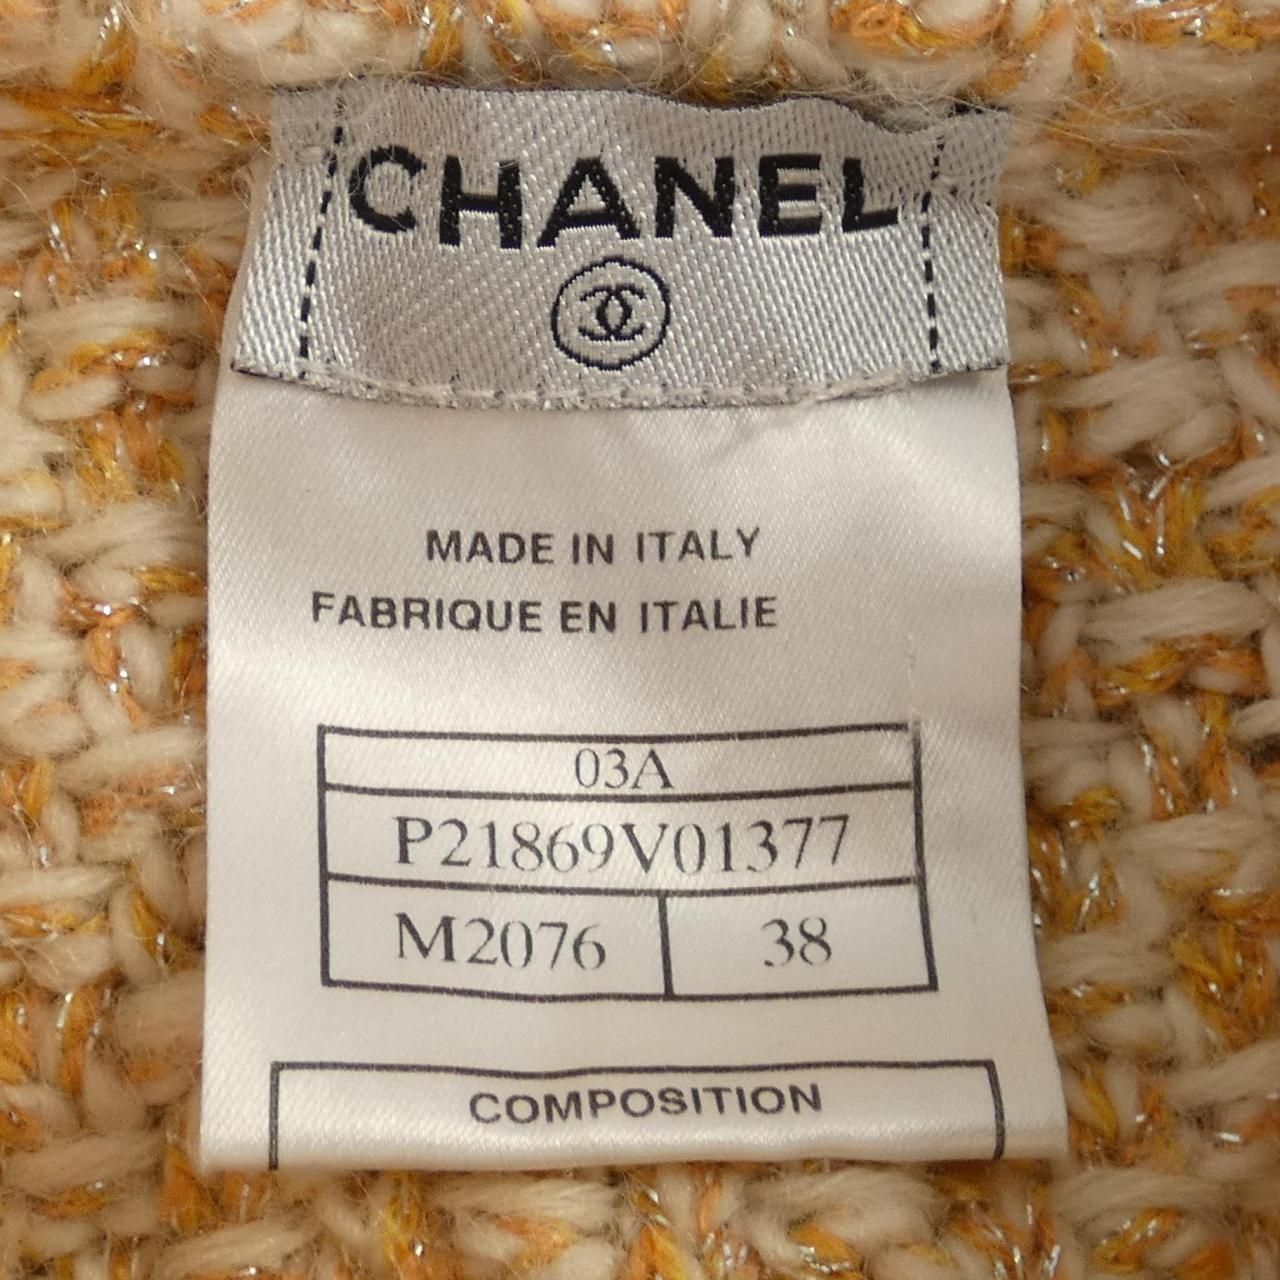 CHANEL
MADE IN ITALY
FABRIQUE EN ITALIE
03A
P21869V01377
M2076 38
COMPOSITION